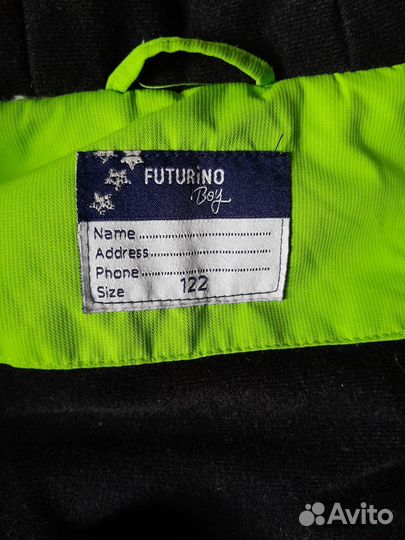 FUTURiNO
Boy
Name..............................
Address.........................
Phone............................
Size 122
Avito